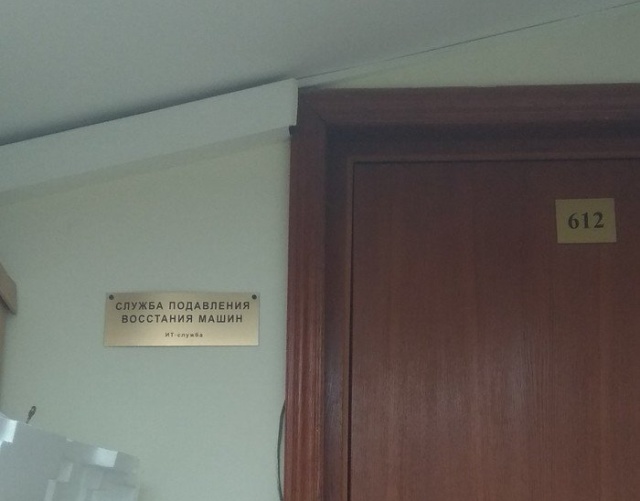 СЛУЖБА ПОДАВЛЕНИЯ
ВОССТАНИЯ МАШИН
ИТ-служба
612